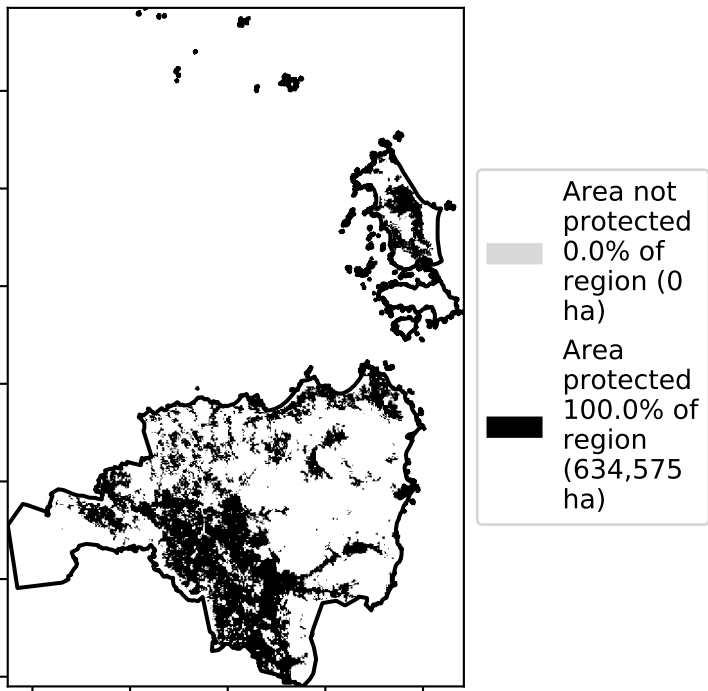 Area not
protected
0.0% of
region (0
ha)
Area
protected
100.0% of
region
(634,575
ha)